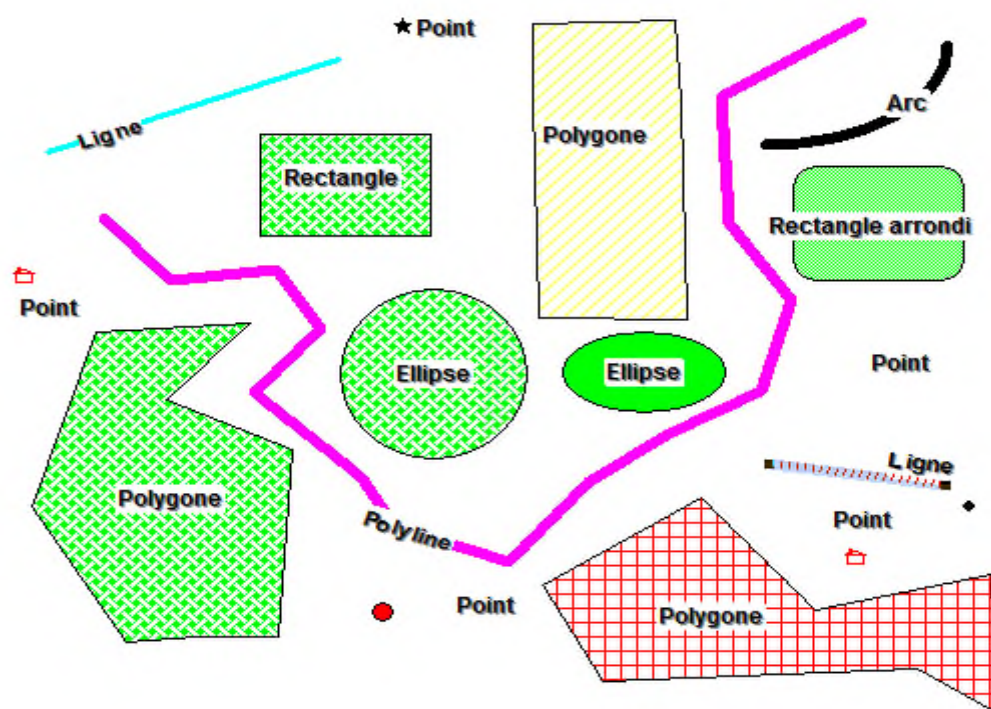 Point
Ligne
Arc
Polygone
Rectangle
Rectangle arrondi
Point
Point
Ellipse
Ellipse
Ligne
Polygone
Point
Polyline
Point
Polygone